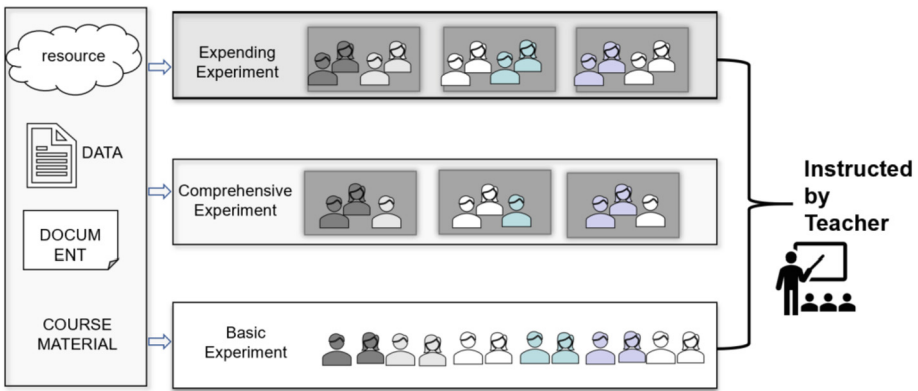 resource
DATA
DOCUM
ENT
COURSE
MATERIAL
Expending
Experiment
Comprehensive
Experiment
Basic
Experiment
Instructed
by
Teacher